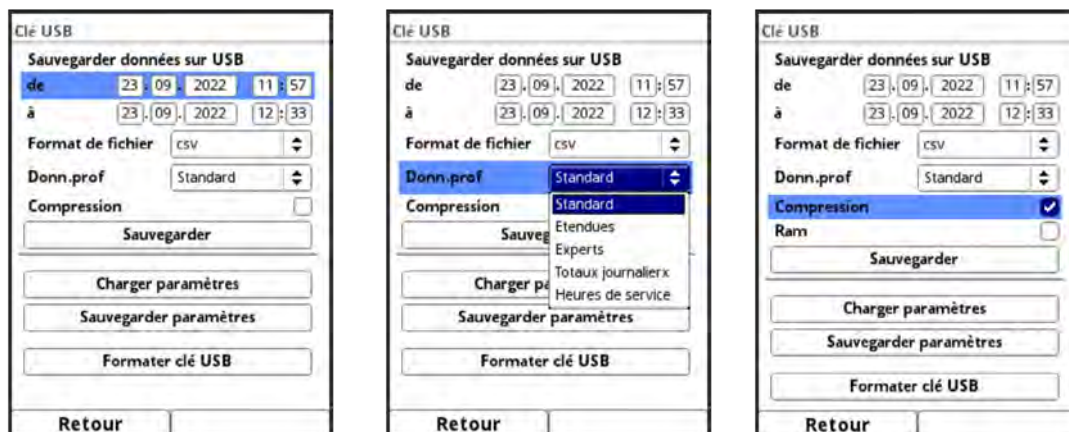 Clé USB
Sauvegarder données sur USB
de 23 . 09 . 2022 11 : 57
à 23 . 09 . 2022 12 : 33
Format de fichier csv
Donn.prof Standard
Compression
Sauvegarder
Charger paramètres
Sauvegarder paramètres
Formater clé USB
Retour
Clé USB
Sauvegarder données sur USB
de 23 . 09 . 2022 11 : 57
à 23 . 09 . 2022 12 : 33
Format de fichier csv
Donn.prof Standard
Compression Standard
Etendues
Sauveg
Experts
Totaux journalierx
Charger pa
Heures de service
Sauvegarder paramètres
Formater clé USB
Retour
Clé USB
Sauvegarder données sur USB
de 23 . 09 . 2022 11 : 57
à 23 . 09 . 2022 12 : 33
Format de fichier csv
Donn.prof Standard
Compression
Ram
Sauvegarder
Charger paramètres
Sauvegarder paramètres
Formater clé USB
Retour